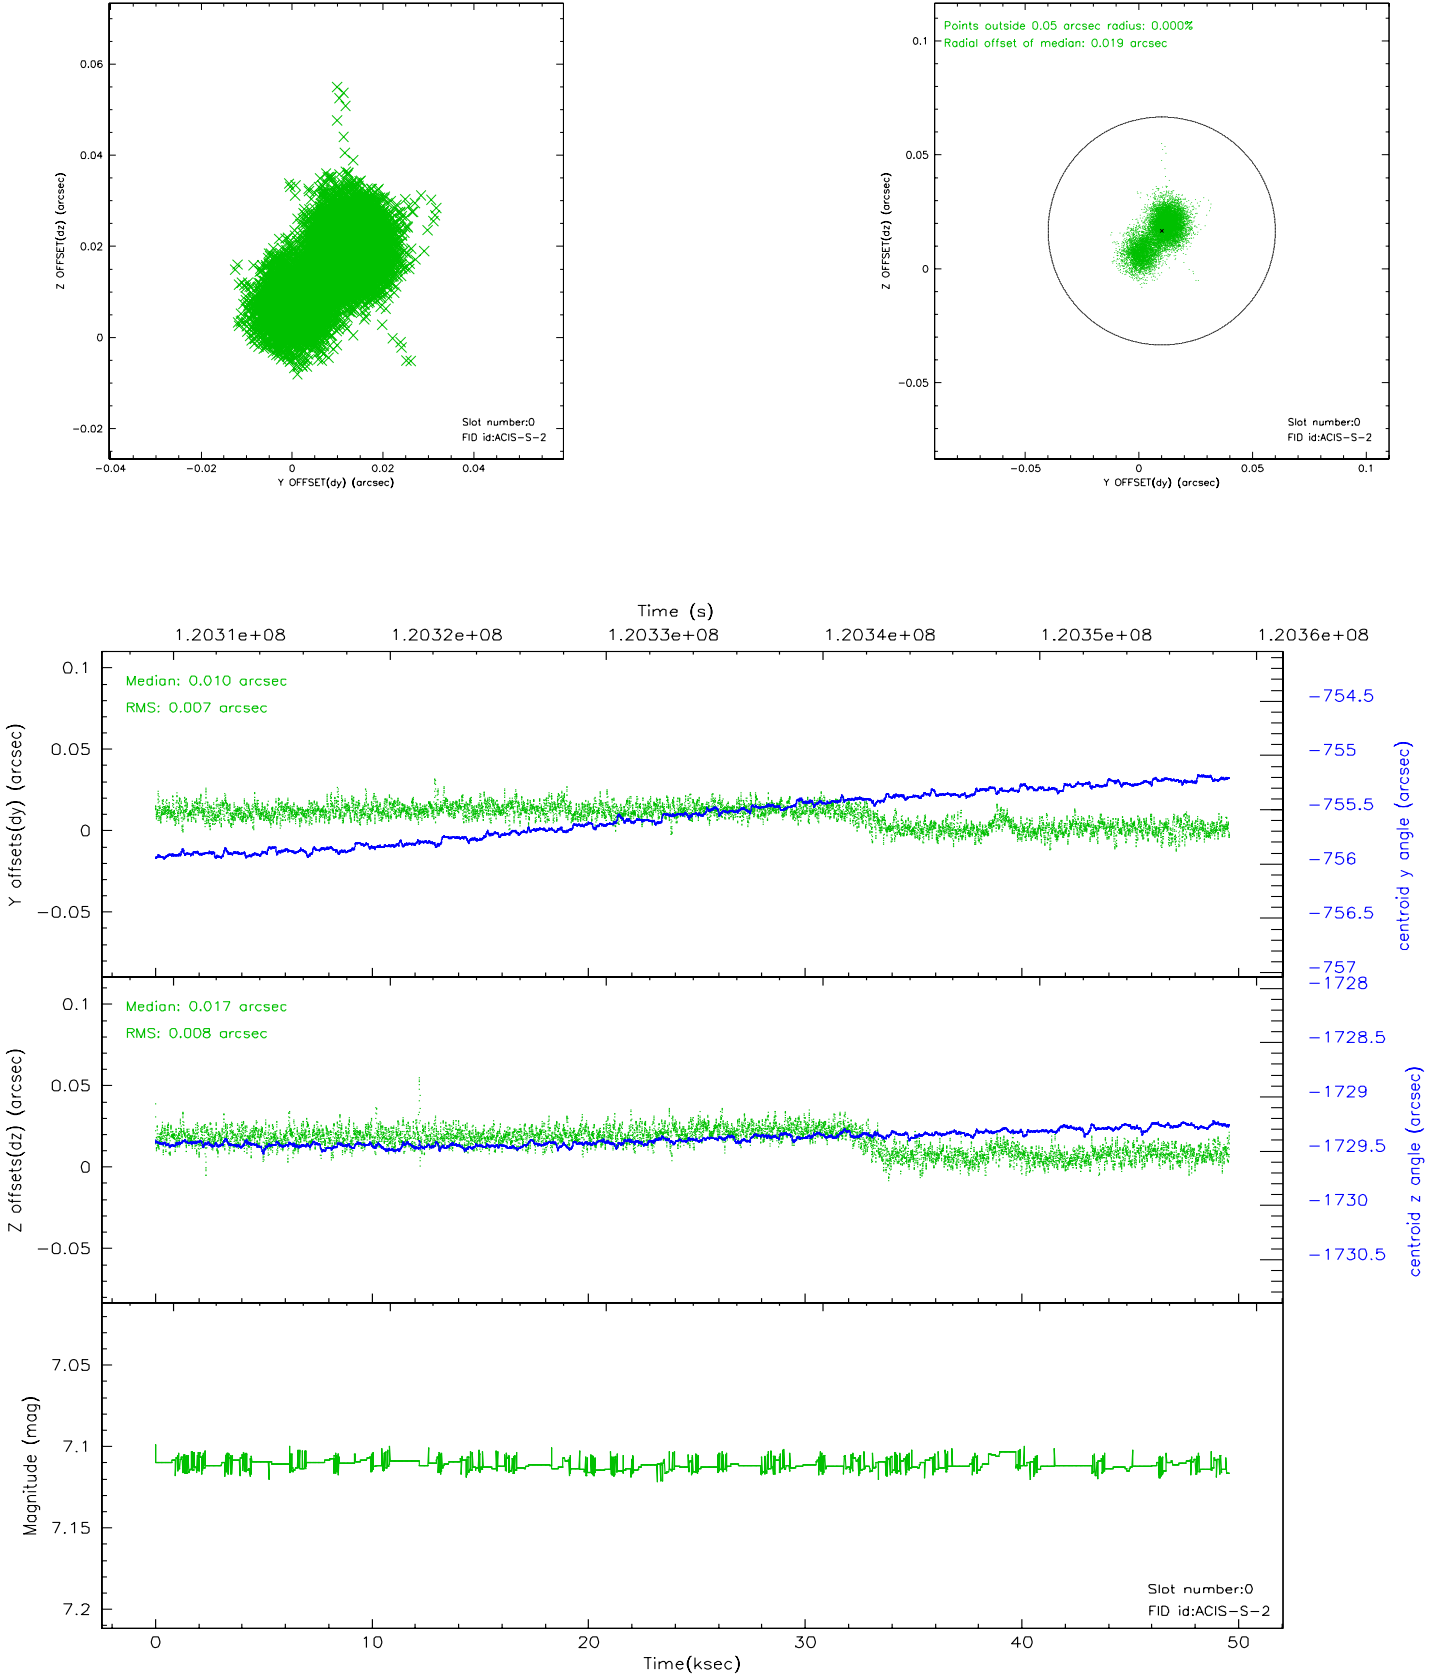 0.06
0.04
0.02
0
−0.02
Z OFFSET(dz) (arcsec)
−0.04 −0.02 0 0.02 0.04
Y OFFSET(dy) (arcsec)
Slot number:0
FID id:ACIS−S−2
Points outside 0.05 arcsec radius: 0.000%
Radial offset of median: 0.019 arcsec
0.1
0.05
0
−0.05
Z OFFSET(dz) (arcsec)
−0.05 0 0.05 0.1
Y OFFSET(dy) (arcsec)
Slot number:0
FID id:ACIS−S−2
Time (s)
1.2031e+08 1.2032e+08 1.2033e+08 1.2034e+08 1.2035e+08 1.2036e+08
Median: 0.010 arcsec
RMS: 0.007 arcsec
0.1
0.05
0
−0.05
Y offsets(dy) (arcsec)
−754.5
−755
−755.5
−756
−756.5
−757
centroid y angle (arcsec)
Median: 0.017 arcsec
RMS: 0.008 arcsec
0.1
0.05
0
−0.05
Z offsets(dz) (arcsec)
−1728
−1728.5
−1729
−1729.5
−1730
−1730.5
centroid z angle (arcsec)
7.05
7.1
7.15
7.2
Magnitude (mag)
Slot number:0
FID id:ACIS−S−2
0 10 20 30 40 50
Time(ksec)